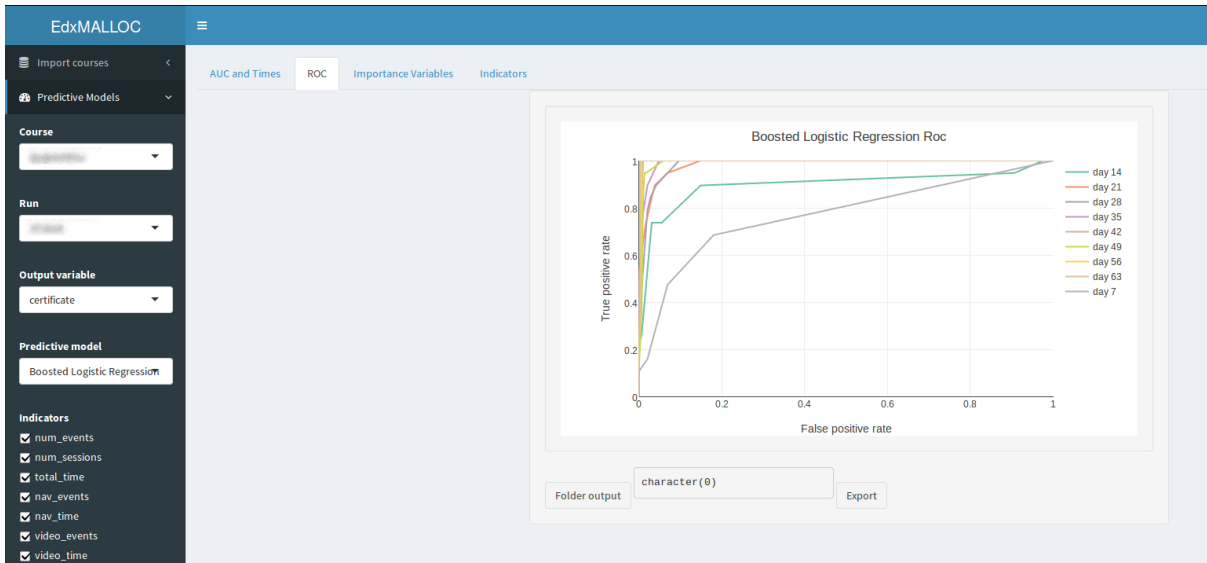 EdxMALLOC
Import courses
Predictive Models
Course
Run
Output variable
certificate
Predictive model
Boosted Logistic Regression
Indicators
num_events
num_sessions
total_time
nav_events
nav_time
video_events
video_time
AUC and Times
ROC
Importance Variables
Indicators
Boosted Logistic Regression Roc
True positive rate
1
0.8
0.6
0.4
0.2
0
0
0.2
0.4
0.6
0.8
1
False positive rate
day 14
day 21
day 28
day 35
day 42
day 49
day 56
day 63
day 7
Folder output
character(0)
Export